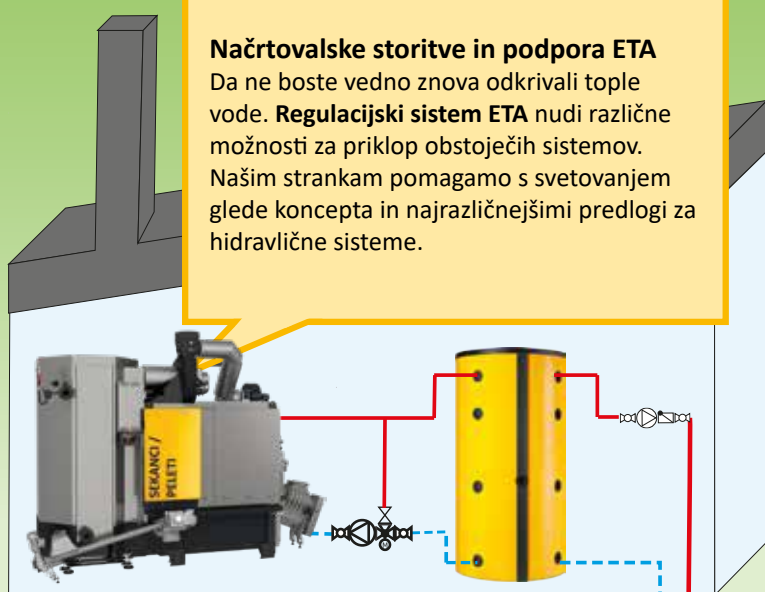 Načrtovalske storitve in podpora ETA
Da ne boste vedno znova odkrivali tople
vode. Regulacijski sistem ETA nudi različne
možnosti za priklop obstoječih sistemov.
Našim strankam pomagamo s svetovanjem
glede koncepta in najrazličnejšimi predlogi za
hidravlične sisteme.
SEKANCI /
PELETI
M